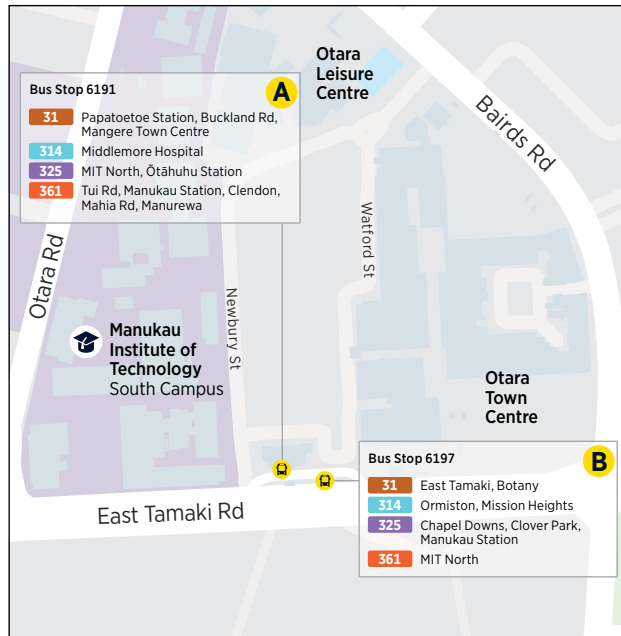 Otara
Leisure
Centre
Bairds Rd
Bus Stop 6191
A
31 Papatoetoe Station, Buckland Rd,
Mangere Town Centre
314 Middlemore Hospital
325 MIT North, Ōtāhuhu Station
361 Tui Rd, Manukau Station, Clendon,
Mahia Rd, Manurewa
Otara Rd
Watford St
Newbury St
Manukau
Institute of
Technology
South Campus
Otara
Town
Centre
East Tamaki Rd
Bus Stop 6197
B
31 East Tamaki, Botany
314 Ormiston, Mission Heights
325 Chapel Downs, Clover Park,
Manukau Station
361 MIT North